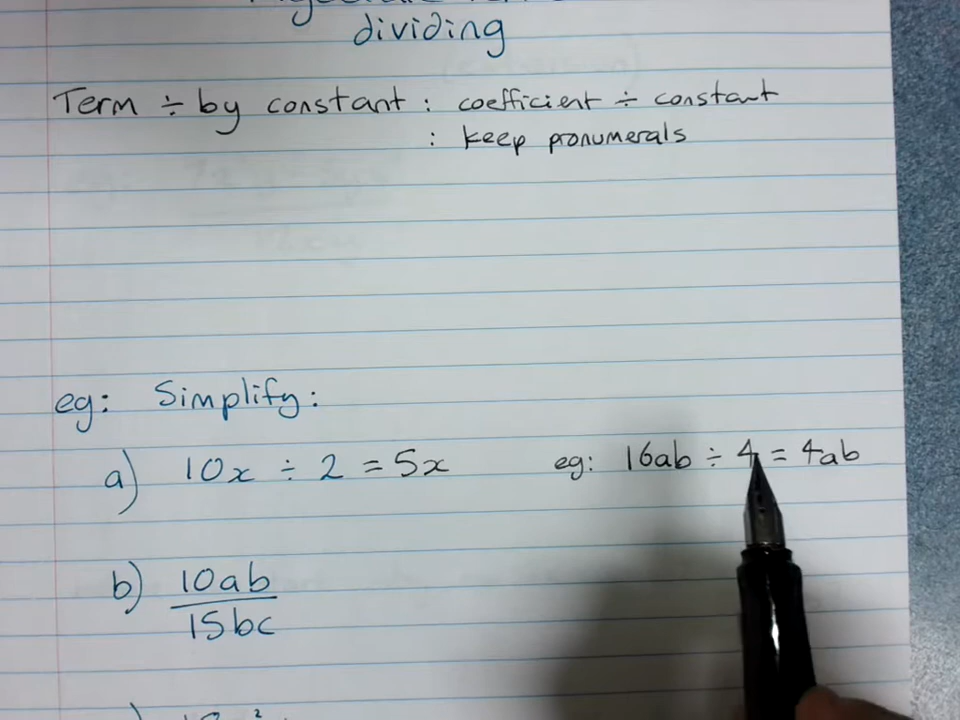 dividing
Term ÷ by constant : coefficient ÷ constant
: keep pronumerals
eg: Simplify:
a) 10x ÷ 2 = 5x eg: 16ab ÷ 4 = 4ab
b) 10ab
15bc